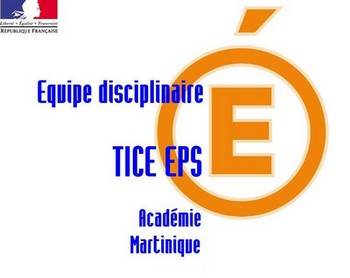 Liberté • Égalité • Fraternité
RÉPUBLIQUE FRANÇAISE
Equipe disciplinaire
É
TICE EPS
Académie
Martinique